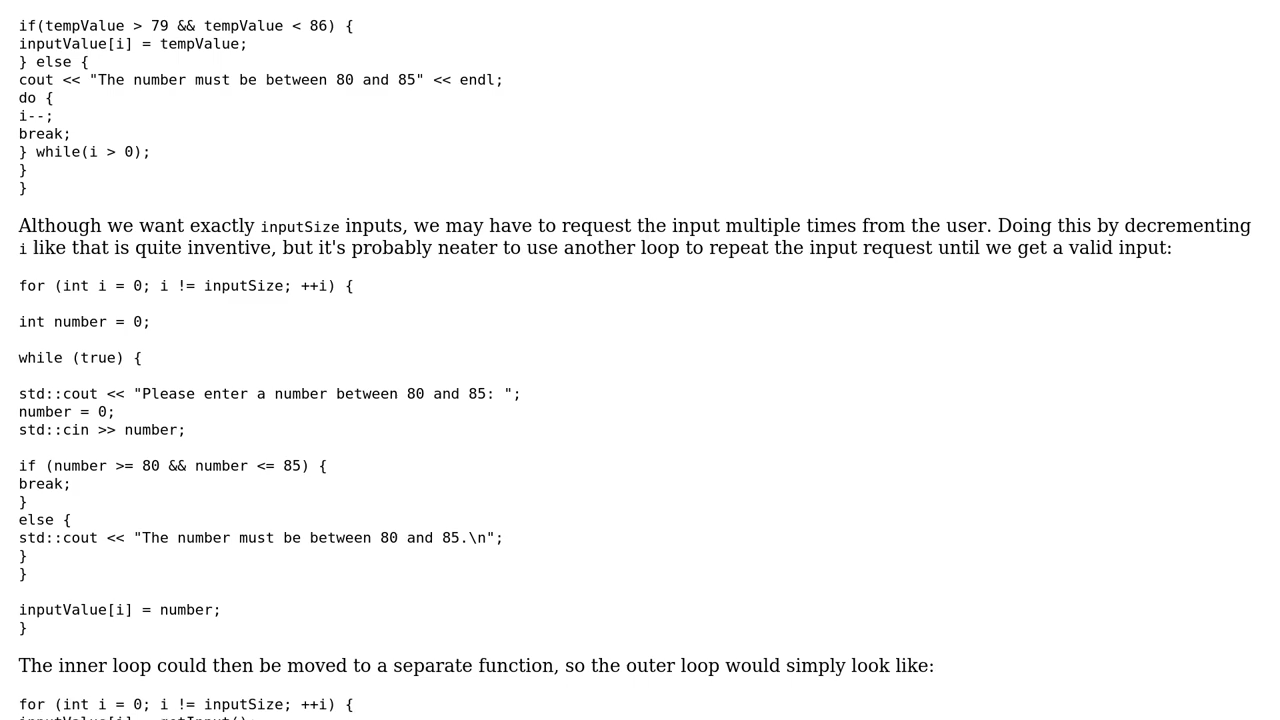 if(tempValue > 79 && tempValue < 86) {
inputValue[i] = tempValue;
} else {
cout << "The number must be between 80 and 85" << endl;
do {
i--;
break;
} while(i > 0);
}
}
Although we want exactly inputSize inputs, we may have to request the input multiple times from the user. Doing this by decrementing
i like that is quite inventive, but it's probably neater to use another loop to repeat the input request until we get a valid input:
for (int i = 0; i != inputSize; ++i) {
int number = 0;
while (true) {
std::cout << "Please enter a number between 80 and 85: ";
number = 0;
std::cin >> number;
if (number >= 80 && number <= 85) {
break;
}
else {
std::cout << "The number must be between 80 and 85.\n";
}
}
inputValue[i] = number;
}
The inner loop could then be moved to a separate function, so the outer loop would simply look like:
for (int i = 0; i != inputSize; ++i) {
inputValue[i] = getInput();